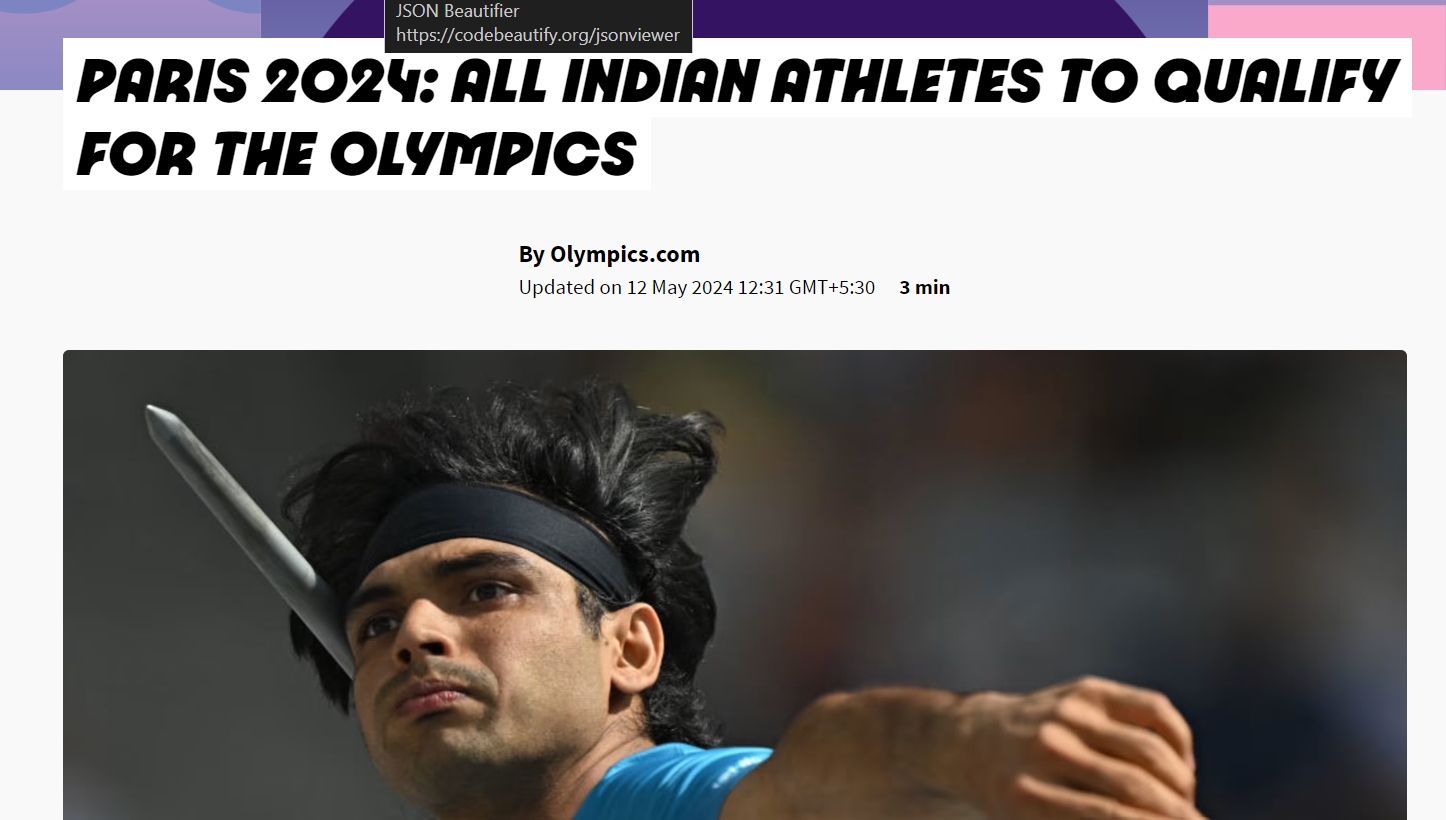 JSON Beautifier
https://codebeautify.org/jsonviewer
PARIS 2024: ALL INDIAN ATHLETES TO QUALIFY
FOR THE OLYMPICS
By Olympics.com
Updated on 12 May 2024 12:31 GMT+5:30 3 min